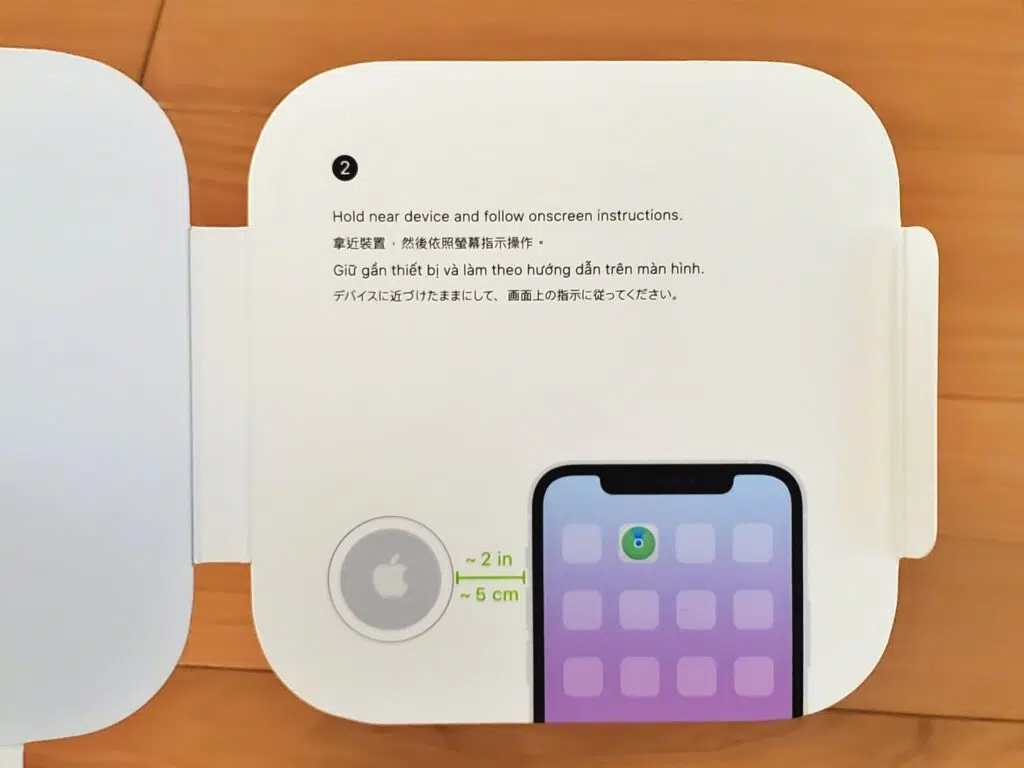 2
Hold near device and follow onscreen instructions.
拿近裝置，然後依照螢幕指示操作。
Giữ gần thiết bị và làm theo hướng dẫn trên màn hình.
デバイスに近づけたままにして、画面上の指示に従ってください。
~ 2 in
~ 5 cm